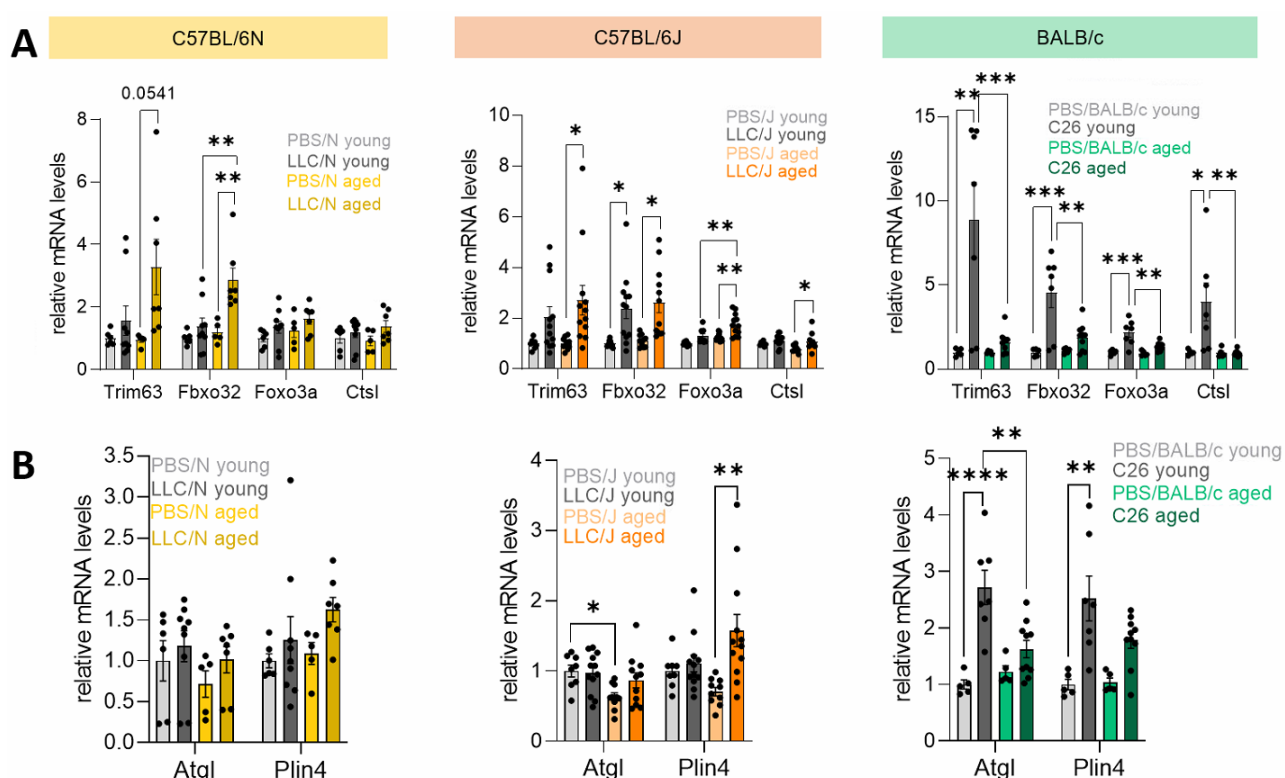 A
C57BL/6N
C57BL/6J
BALB/c
relative mRNA levels
8
6
4
2
0
0.0541
**
**
PBS/N young
LLC/N young
PBS/N aged
LLC/N aged
Trim63
Fbxo32
Foxo3a
Ctsl
relative mRNA levels
10
8
6
4
2
0
*
*
*
**
**
*
PBS/J young
LLC/J young
PBS/J aged
LLC/J aged
Trim63
Fbxo32
Foxo3a
Ctsl
relative mRNA levels
15
10
5
0
**
***
***
**
***
**
*
**
PBS/BALB/c young
C26 young
PBS/BALB/c aged
C26 aged
Trim63
Fbxo32
Foxo3a
Ctsl
B
relative mRNA levels
3.5
3.0
2.5
2.0
1.5
1.0
0.5
0.0
PBS/N young
LLC/N young
PBS/N aged
LLC/N aged
Atgl
Plin4
relative mRNA levels
4
3
2
1
0
PBS/J young
LLC/J young
PBS/J aged
LLC/J aged
*
**
Atgl
Plin4
relative mRNA levels
5
4
3
2
1
0
****
**
**
PBS/BALB/c young
C26 young
PBS/BALB/c aged
C26 aged
Atgl
Plin4